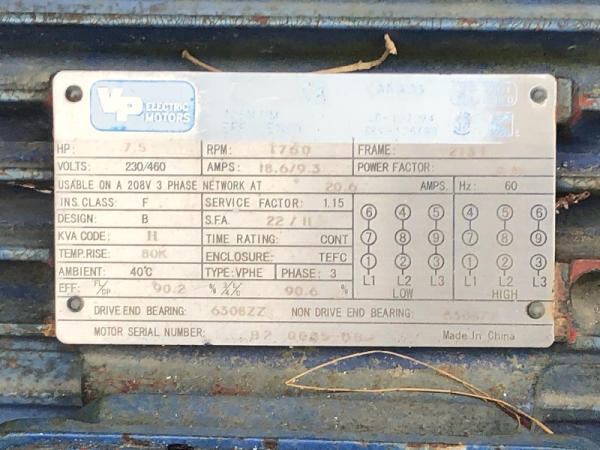 VP ELECTRIC MOTORS
CANADA
HP: 7.5 RPM: 1760 FRAME:
VOLTS: 230/460 AMPS: 18.6/9.3 POWER FACTOR:
USABLE ON A 208V 3 PHASE NETWORK AT 20.6 AMPS. Hz: 60
INS.CLASS: F SERVICE FACTOR: 1.15
DESIGN: B S.F.A. 22/11
KVA CODE: H TIME RATING: CONT
TEMP.RISE: 80K ENCLOSURE: TEFC
AMBIENT: 40℃ TYPE: VPHE PHASE: 3
EFF: 90.2 % 90.6 %
6 4 5 4 5 6
7 8 9 7 8 9
1 2 3 1 2 3
L1 L2 L3 L1 L2 L3
LOW HIGH
DRIVE END BEARING: 6308ZZ NON DRIVE END BEARING:
MOTOR SERIAL NUMBER: Made In China